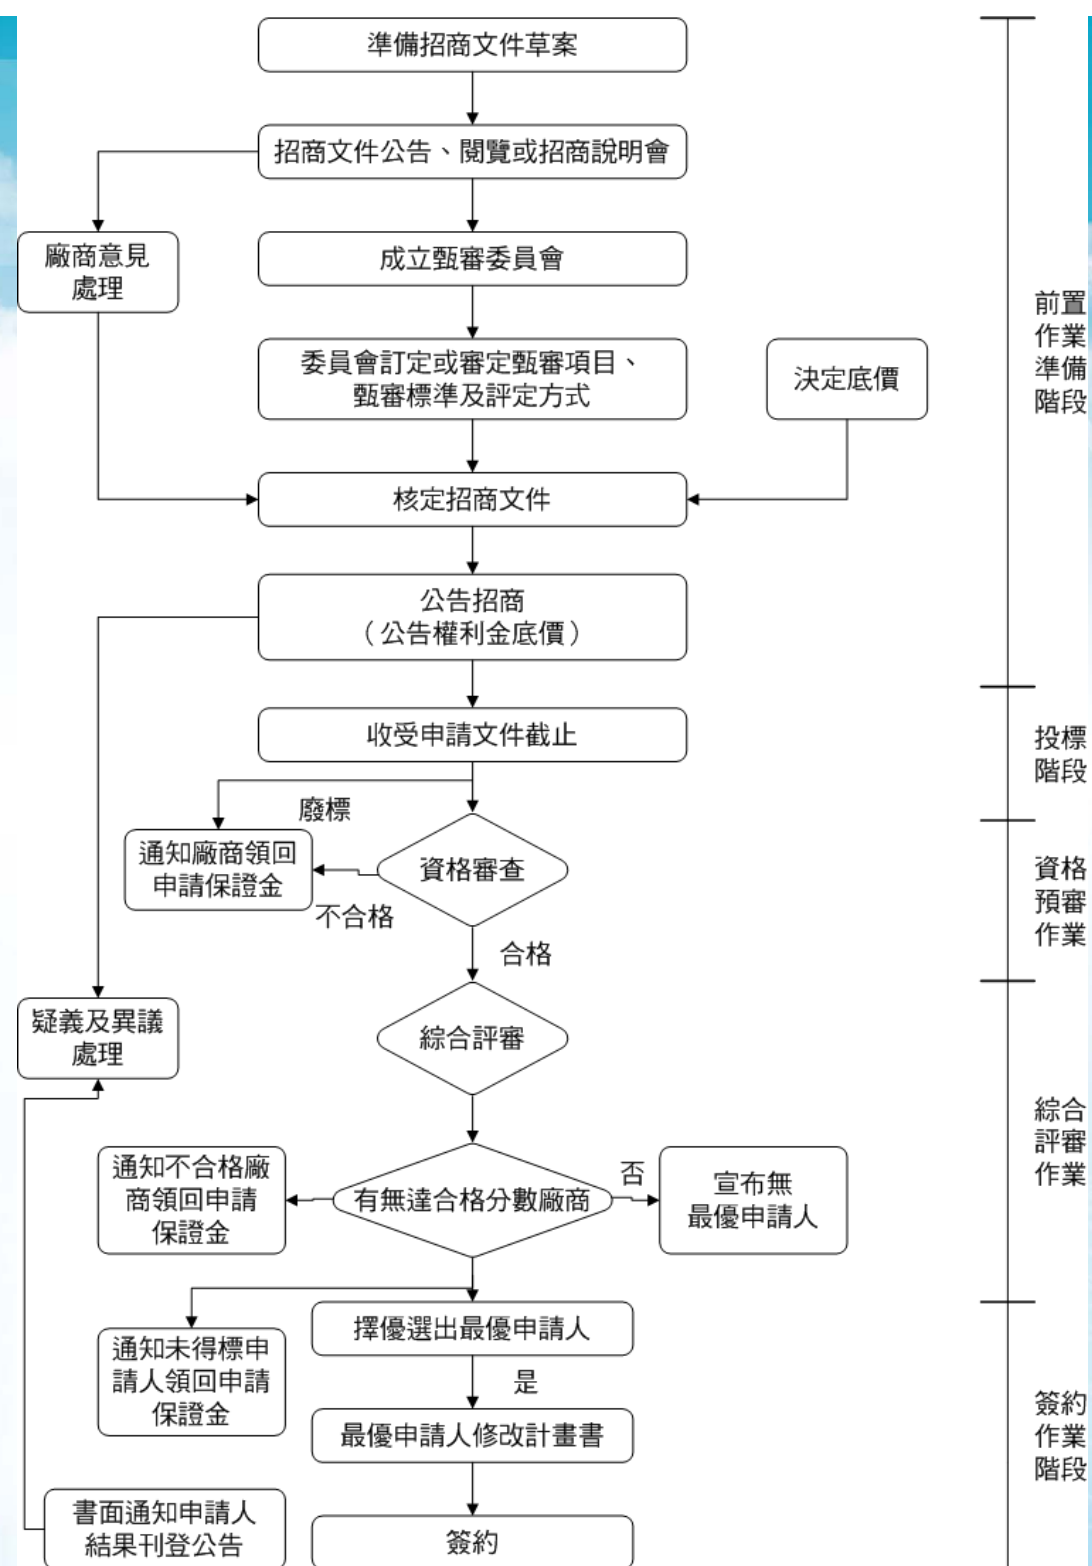 準備招商文件草案
招商文件公告、閱覽或招商說明會
廠商意見
處理
成立甄審委員會
委員會訂定或審定甄審項目、
甄審標準及評定方式
決定底價
前置
作業
準備
階段
核定招商文件
公告招商
（公告權利金底價）
收受申請文件截止
投標
階段
廢標
通知廠商領回
申請保證金
資格審查
不合格
合格
資格
預審
作業
疑義及異議
處理
綜合評審
綜合
評審
作業
通知不合格廠
商領回申請
保證金
有無達合格分數廠商
否
宣布無
最優申請人
擇優選出最優申請人
通知未得標申
請人領回申請
保證金
是
最優申請人修改計畫書
簽約
作業
階段
書面通知申請人
結果刊登公告
簽約